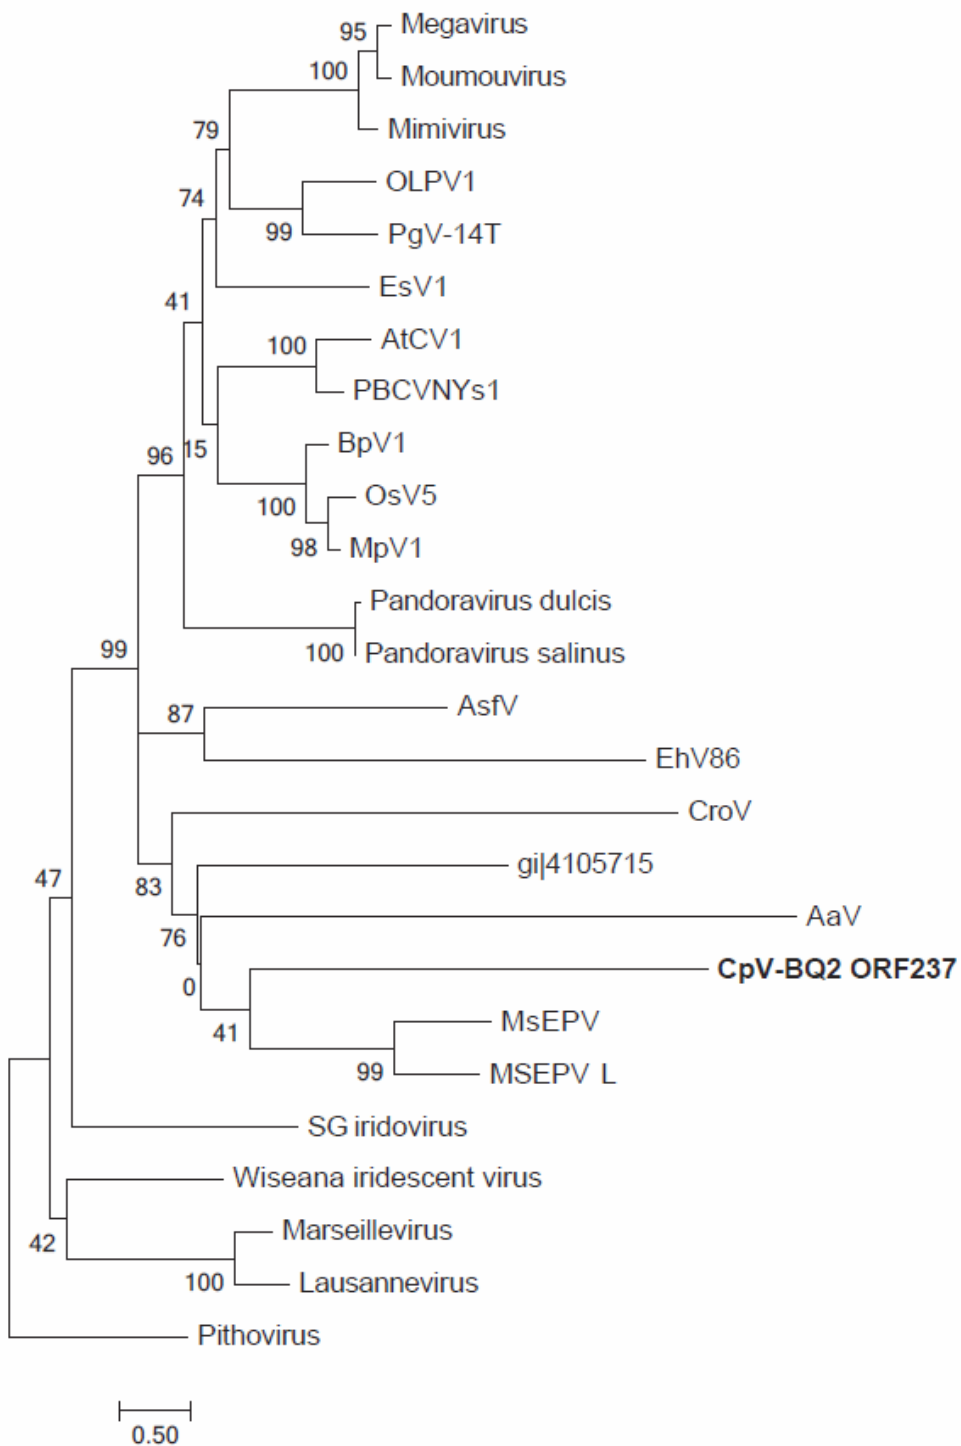 95 Megavirus
100 Moumouvirus
79 Mimivirus
74 OLPV1
99 PgV-14T
41 EsV1
100 AtCV1
PBCVNYs1
96 15 BpV1
100 OsV5
98 MpV1
Pandoravirus dulcis
99 100 Pandoravirus salinus
87 AsfV
EhV86
CroV
47 83 gi|4105715
76 AaV
0 CpV-BQ2 ORF237
41 MsEPV
99 MSEPV L
SG iridovirus
Wiseana iridescent virus
42 Marseillevirus
100 Lausannevirus
Pithovirus
0.50